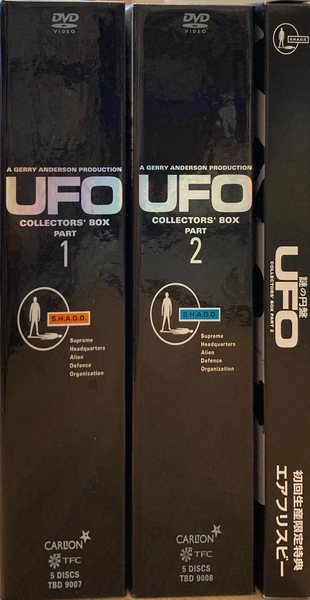 DVD
VIDEO
A GERRY ANDERSON PRODUCTION
UFO
COLLECTORS' BOX
PART
1
S.H.A.D.O.
Supreme
Headquarters
Alien
Defence
Organization
CARLTON
TFC
5 DISCS
TBD 9007
DVD
VIDEO
A GERRY ANDERSON PRODUCTION
UFO
COLLECTORS' BOX
PART
2
S.H.A.D.O.
Supreme
Headquarters
Alien
Defence
Organization
CARLTON
TFC
5 DISCS
TBD 9008
S.H.A.D.O.
謎の円盤
UFO
COLLECTORS' BOX PART 2
初回生産限定特典
エアフリスビー